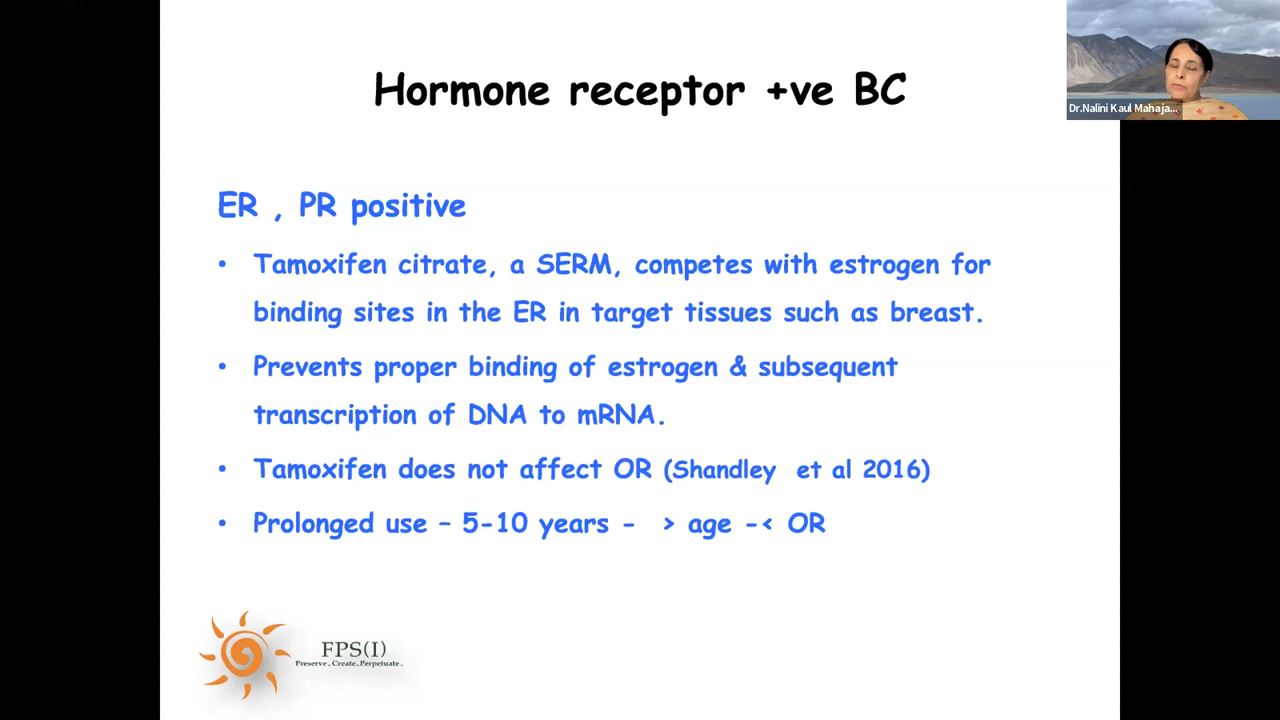 Hormone receptor +ve BC
Dr.Nalini Kaul Mahaja...
ER , PR positive
• Tamoxifen citrate, a SERM, competes with estrogen for
binding sites in the ER in target tissues such as breast.
• Prevents proper binding of estrogen & subsequent
transcription of DNA to mRNA.
• Tamoxifen does not affect OR (Shandley et al 2016)
• Prolonged use – 5-10 years - > age -< OR
FPS(I)
Preserve. Create. Perpetuate.